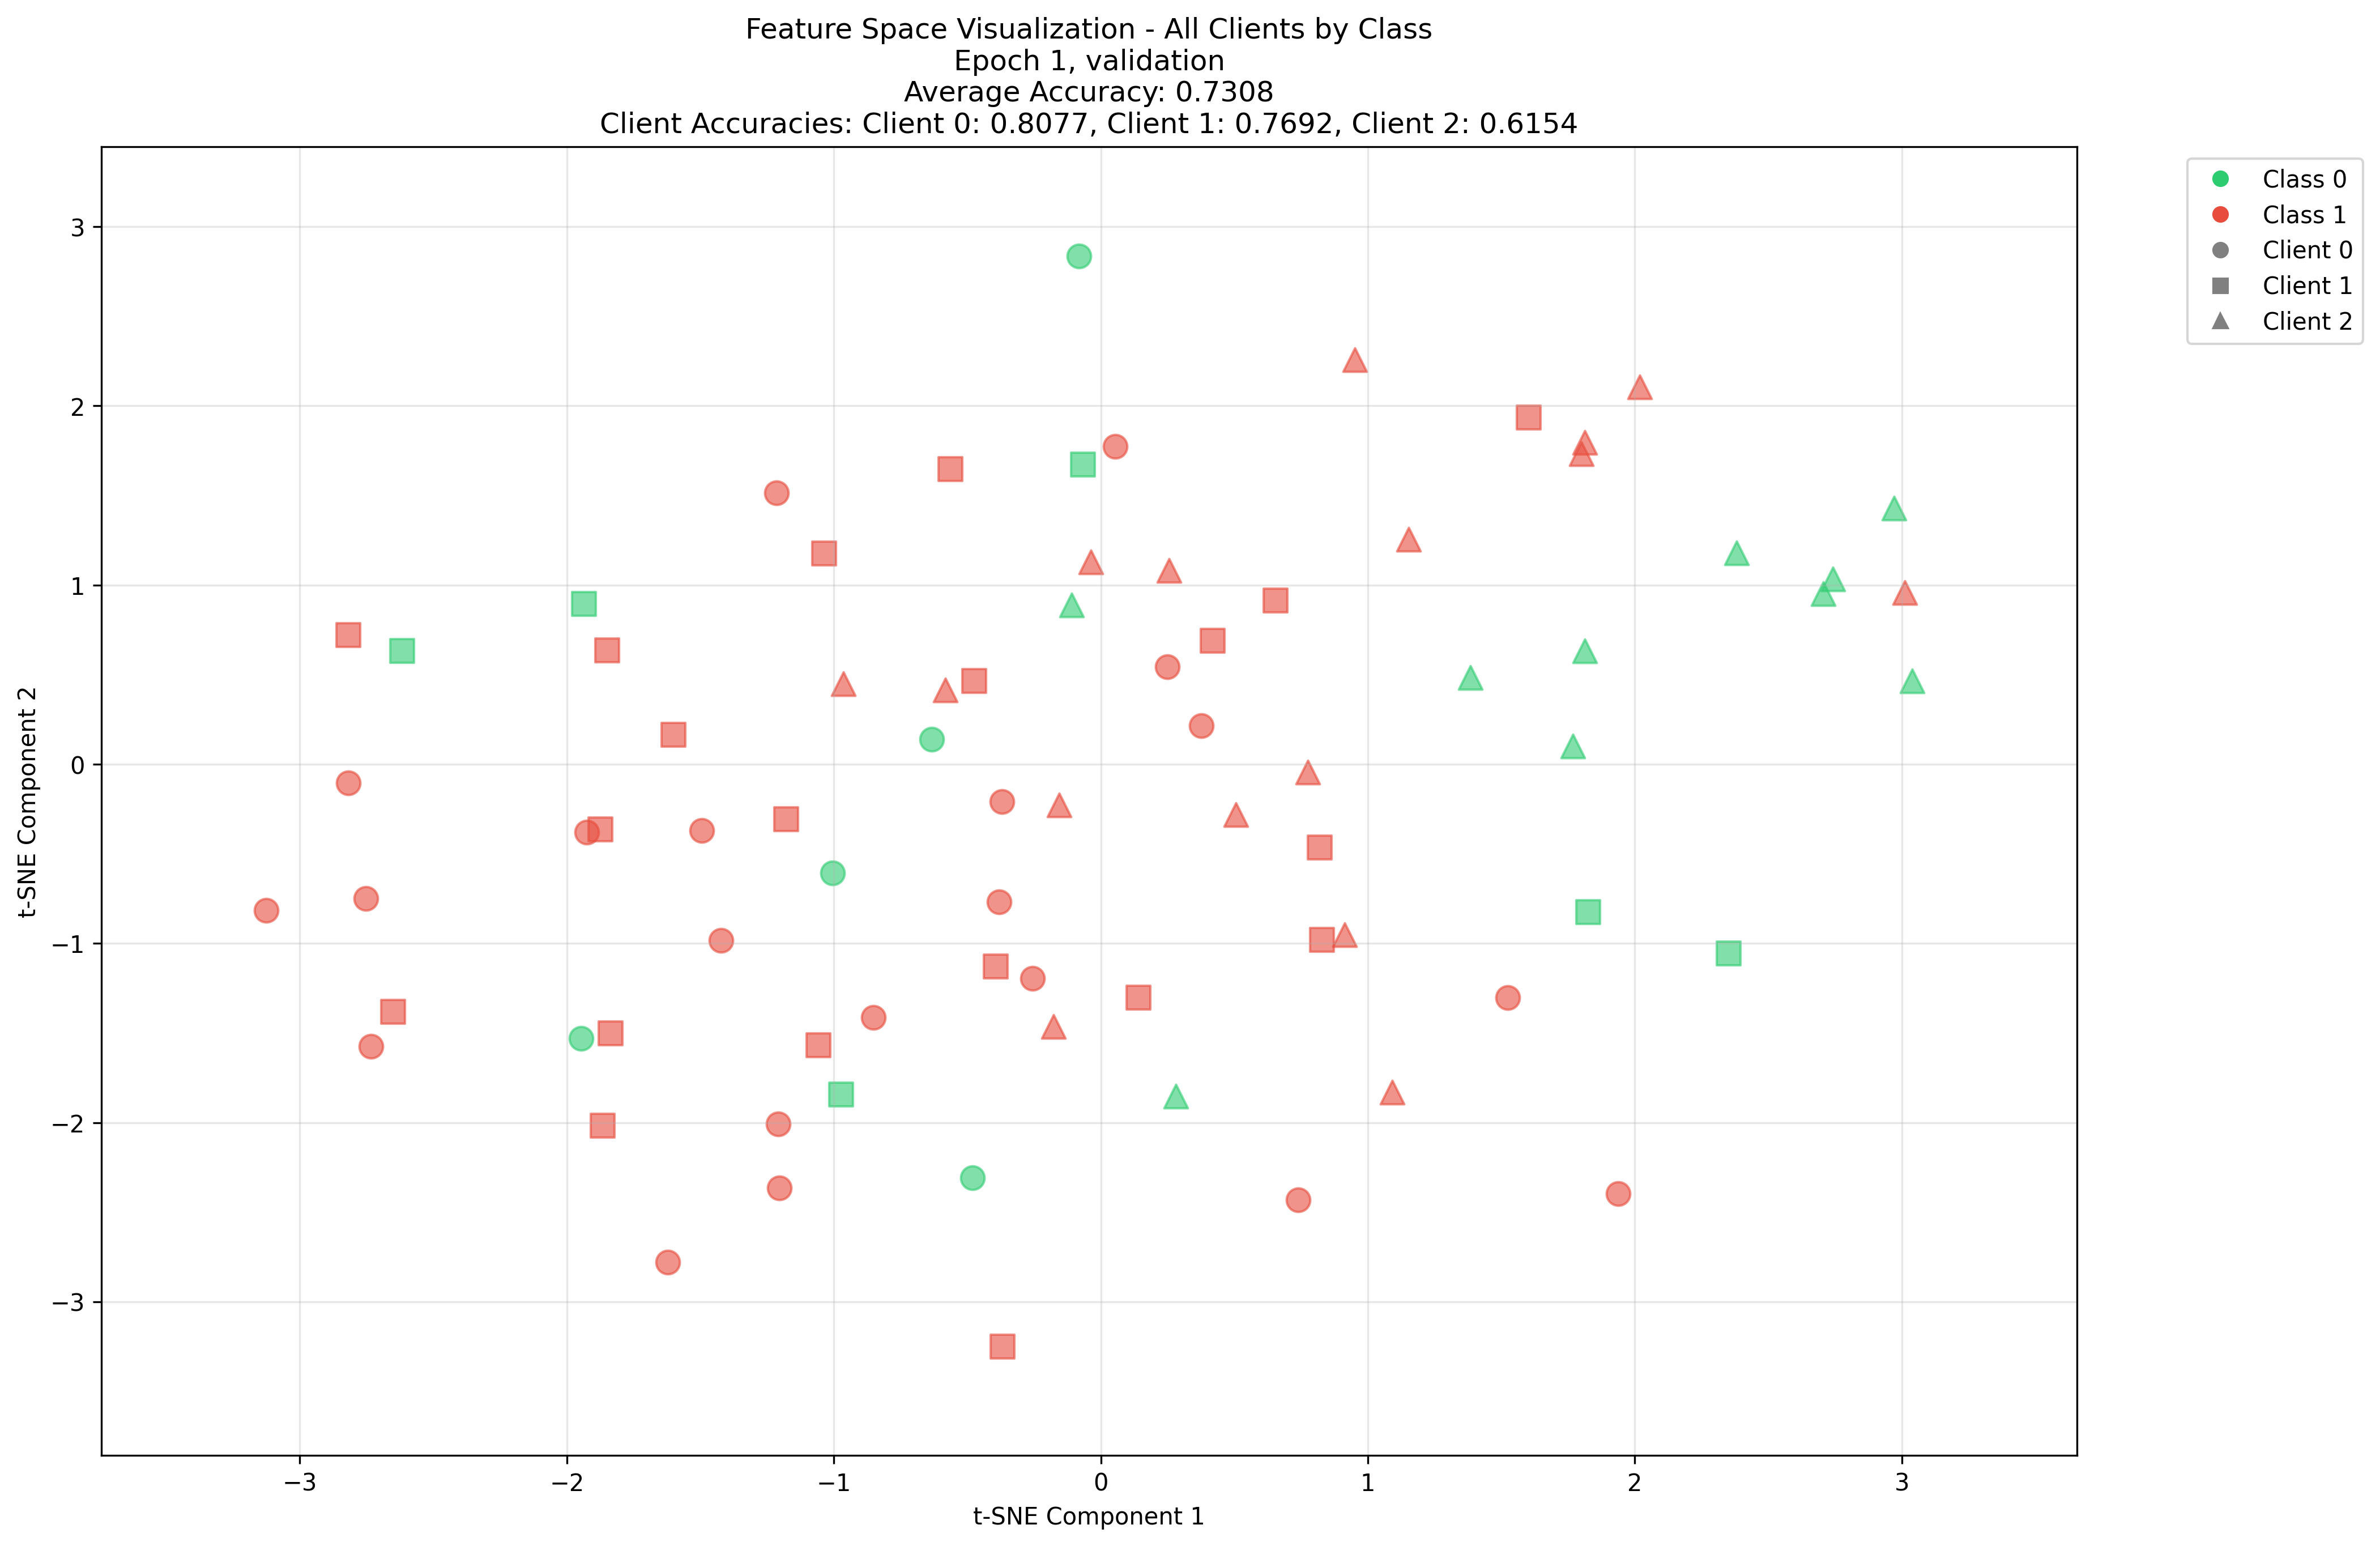 Feature Space Visualization - All Clients by Class
Epoch 1, validation
Average Accuracy: 0.7308
Client Accuracies: Client 0: 0.8077, Client 1: 0.7692, Client 2: 0.6154
Class 0
Class 1
Client 0
Client 1
Client 2
t-SNE Component 2
3
2
1
0
−1
−2
−3
−3
−2
−1
0
1
2
3
t-SNE Component 1